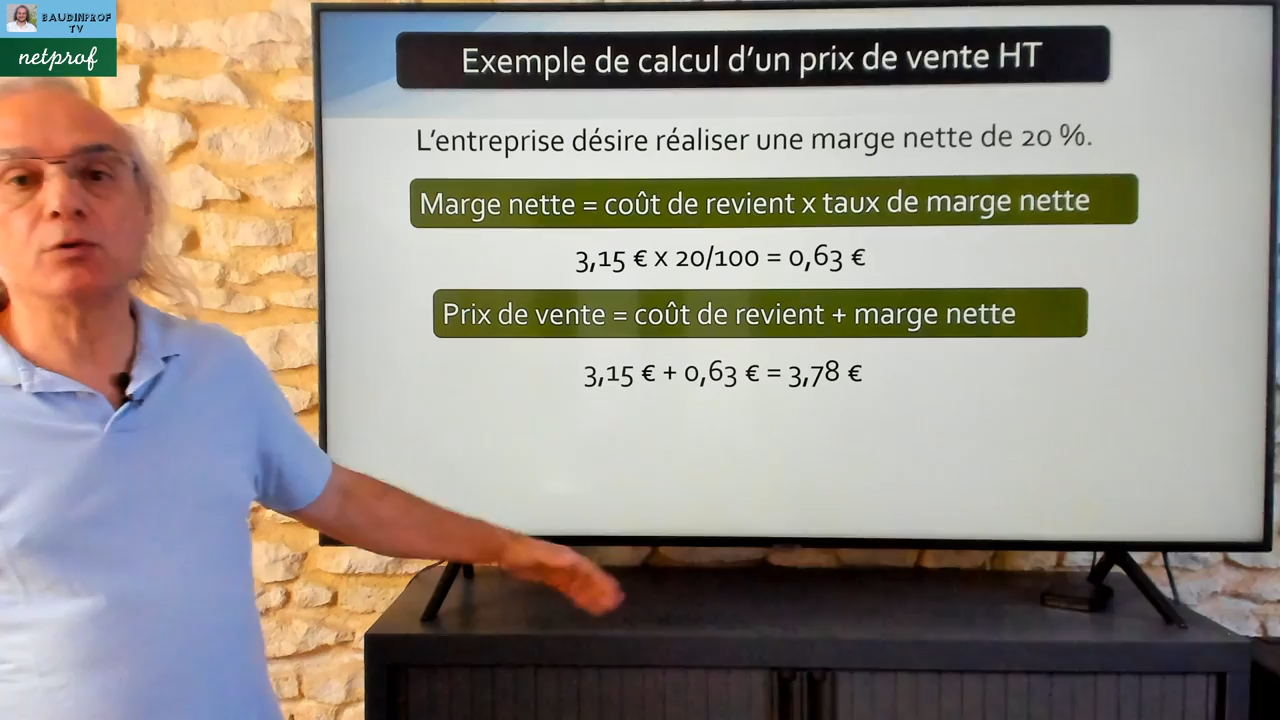 BAUDINPROF
TV
netprof
Exemple de calcul d'un prix de vente HT
L'entreprise désire réaliser une marge nette de 20 %.
Marge nette = coût de revient x taux de marge nette
3,15 € x 20/100 = 0,63 €
Prix de vente = coût de revient + marge nette
3,15 € + 0,63 € = 3,78 €